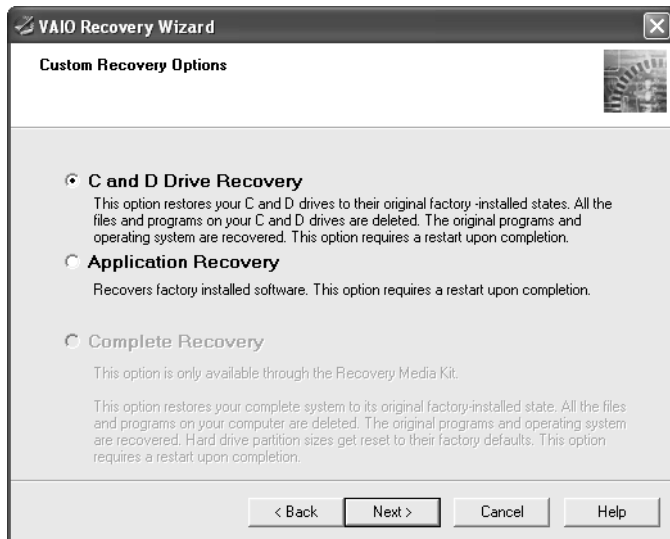 VAIO Recovery Wizard
Custom Recovery Options
C and D Drive Recovery
This option restores your C and D drives to their original factory -installed states. All the
files and programs on your C and D drives are deleted. The original programs and
operating system are recovered. This option requires a restart upon completion.
Application Recovery
Recovers factory installed software. This option requires a restart upon completion.
Complete Recovery
This option is only available through the Recovery Media Kit.
This option restores your complete system to its original factory-installed state. All the files
and programs on your computer are deleted. The original programs and operating system
are recovered. Hard drive partition sizes get reset to their factory defaults. This option
requires a restart upon completion.
< Back Next > Cancel Help